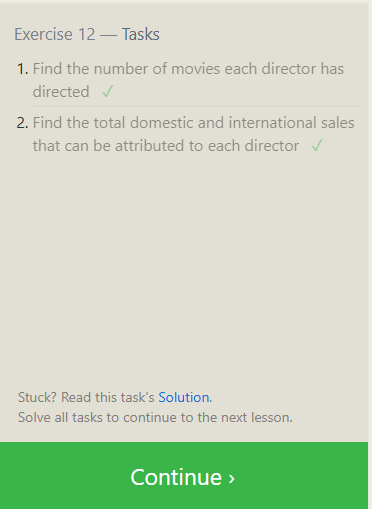 Exercise 12 — Tasks
1. Find the number of movies each director has
directed ✓
2. Find the total domestic and international sales
that can be attributed to each director ✓
Stuck? Read this task's Solution.
Solve all tasks to continue to the next lesson.
Continue ›